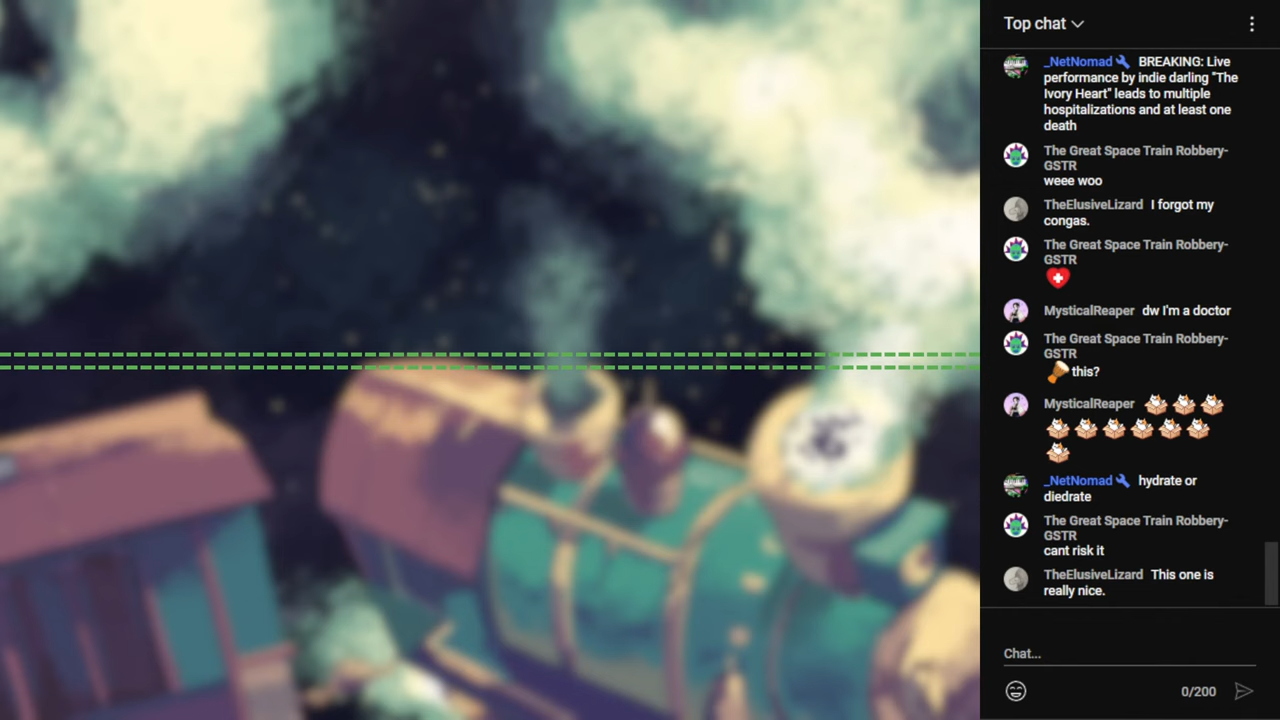 Top chat
_NetNomad BREAKING: Live
performance by indie darling "The
Ivory Heart" leads to multiple
hospitalizations and at least one
death
The Great Space Train Robbery-
GSTR
weee woo
TheElusiveLizard I forgot my
congas.
The Great Space Train Robbery-
GSTR
MysticalReaper dw I'm a doctor
The Great Space Train Robbery-
GSTR
this?
MysticalReaper
_NetNomad hydrate or
diedrate
The Great Space Train Robbery-
GSTR
cant risk it
TheElusiveLizard This one is
really nice.
Chat...
0/200